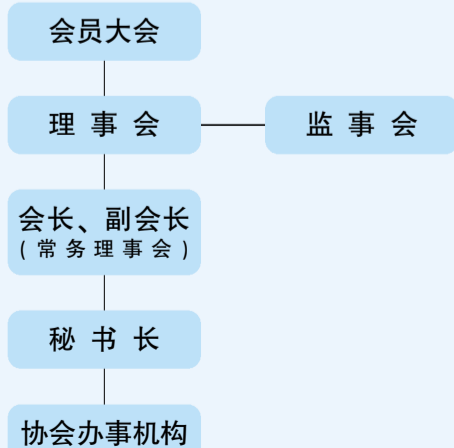 会员大会
理事会
监事会
会长、副会长
(常务理事会)
秘书长
协会办事机构